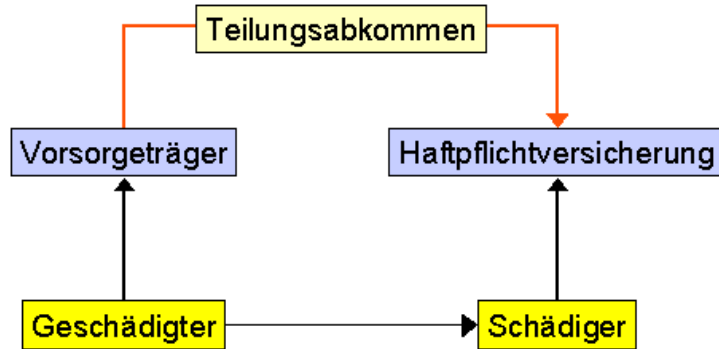 Teilungsabkommen
Vorsorgeträger
Haftpflichtversicherung
Geschädigter
Schädiger